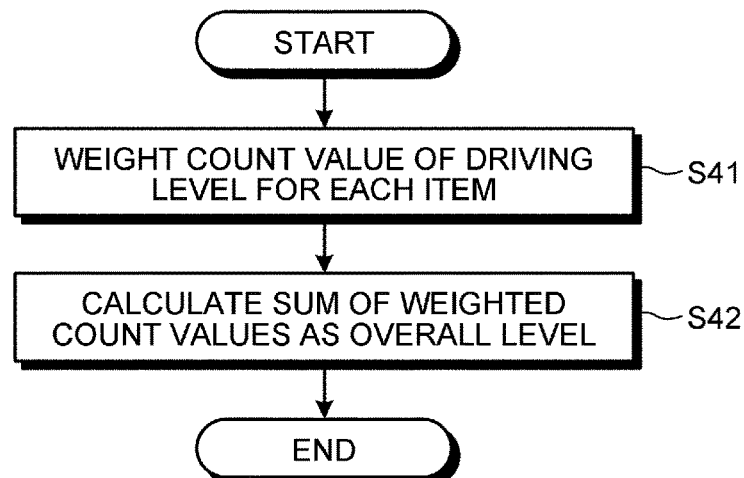 START
WEIGHT COUNT VALUE OF DRIVING
LEVEL FOR EACH ITEM
S41
CALCULATE SUM OF WEIGHTED
COUNT VALUES AS OVERALL LEVEL
S42
END